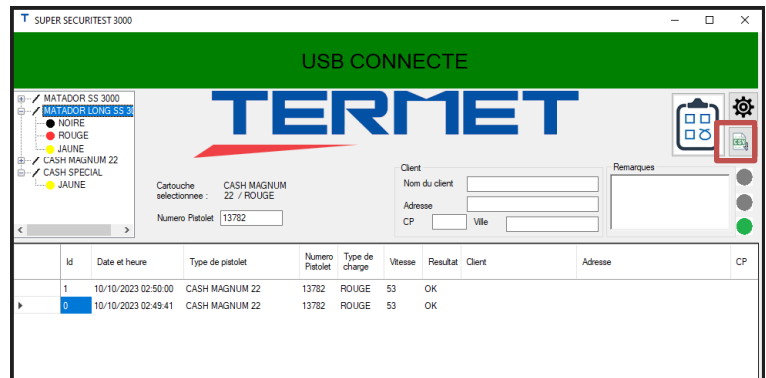 SUPER SECURITEST 3000
USB CONNECTE
MATADOR SS 3000
MATADOR LONG SS 30
NOIRE
ROUGE
JAUNE
CASH MAGNUM 22
CASH SPECIAL
JAUNE
TERMET
Cartouche selectionnee :
CASH MAGNUM 22 / ROUGE
Numero Pistolet 13782
Client
Nom du client
Adresse
CP Ville
Remarques
Id Date et heure Type de pistolet Numero Pistolet Type de charge Vitesse Resultat Client Adresse CP
1 10/10/2023 02:50:00 CASH MAGNUM 22 13782 ROUGE 53 OK
0 10/10/2023 02:49:41 CASH MAGNUM 22 13782 ROUGE 53 OK